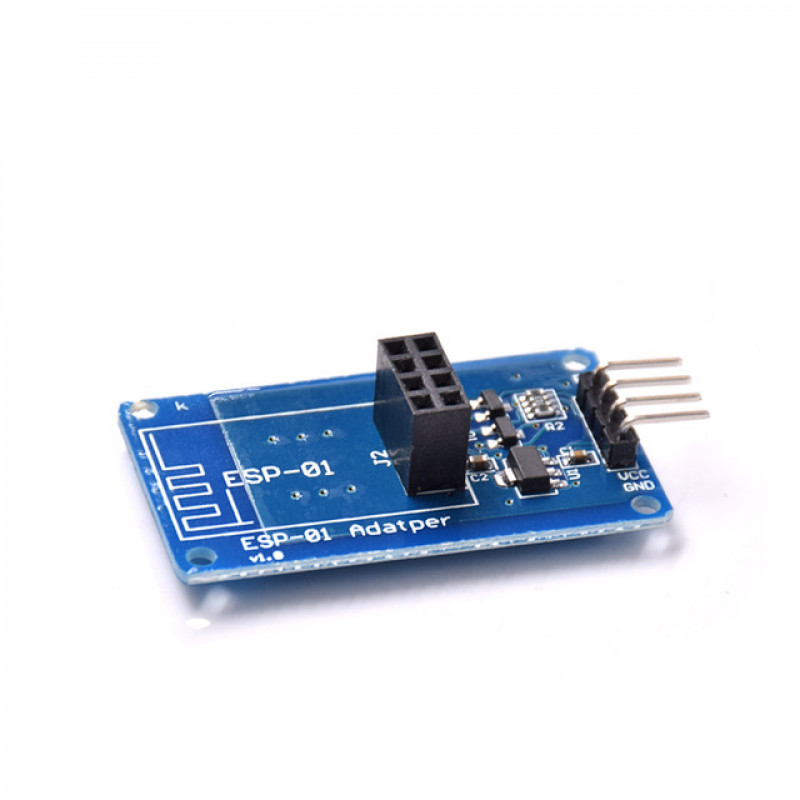 K
ESP-01
J2
C2
R2
U1
VCC
GND
ESP-01 Adatper
v1.0